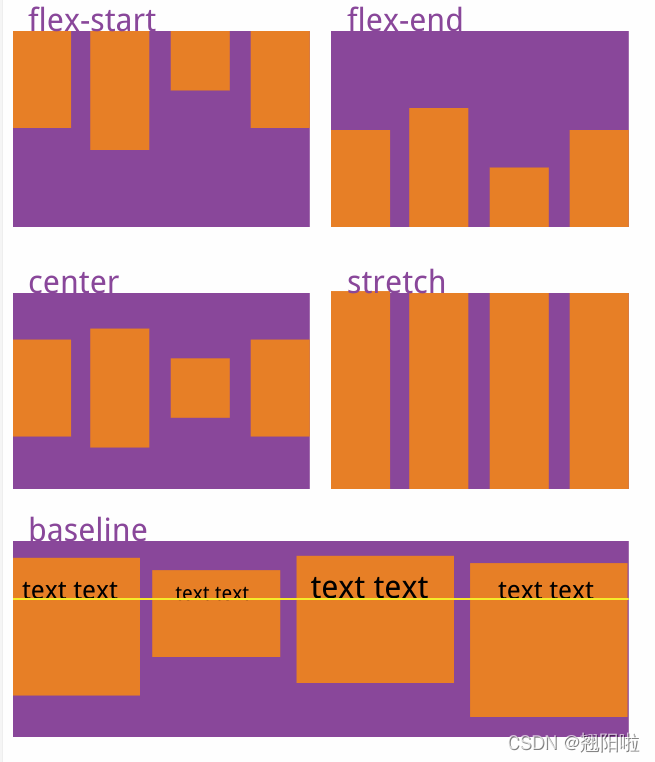 flex-start
flex-end
center
stretch
baseline
text text
text text
text text
text text
CSDN @翘阳啦